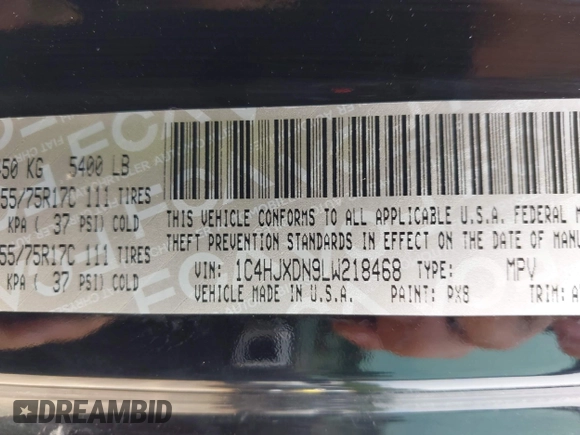 50 KG 5400 LB
55/75R17C 111 TIRES
KPA ( 37 PSI) COLD
55/75R17C 111 TIRES
KPA ( 37 PSI) COLD
THIS VEHICLE CONFORMS TO ALL APPLICABLE U.S.A. FEDERAL
THEFT PREVENTION STANDARDS IN EFFECT ON THE DATE OF MANU
VIN: 1C4HJXDN9LW218468 TYPE: MPV
VEHICLE MADE IN U.S.A. PAINT: PX8 TRIM: A
DREAMBID